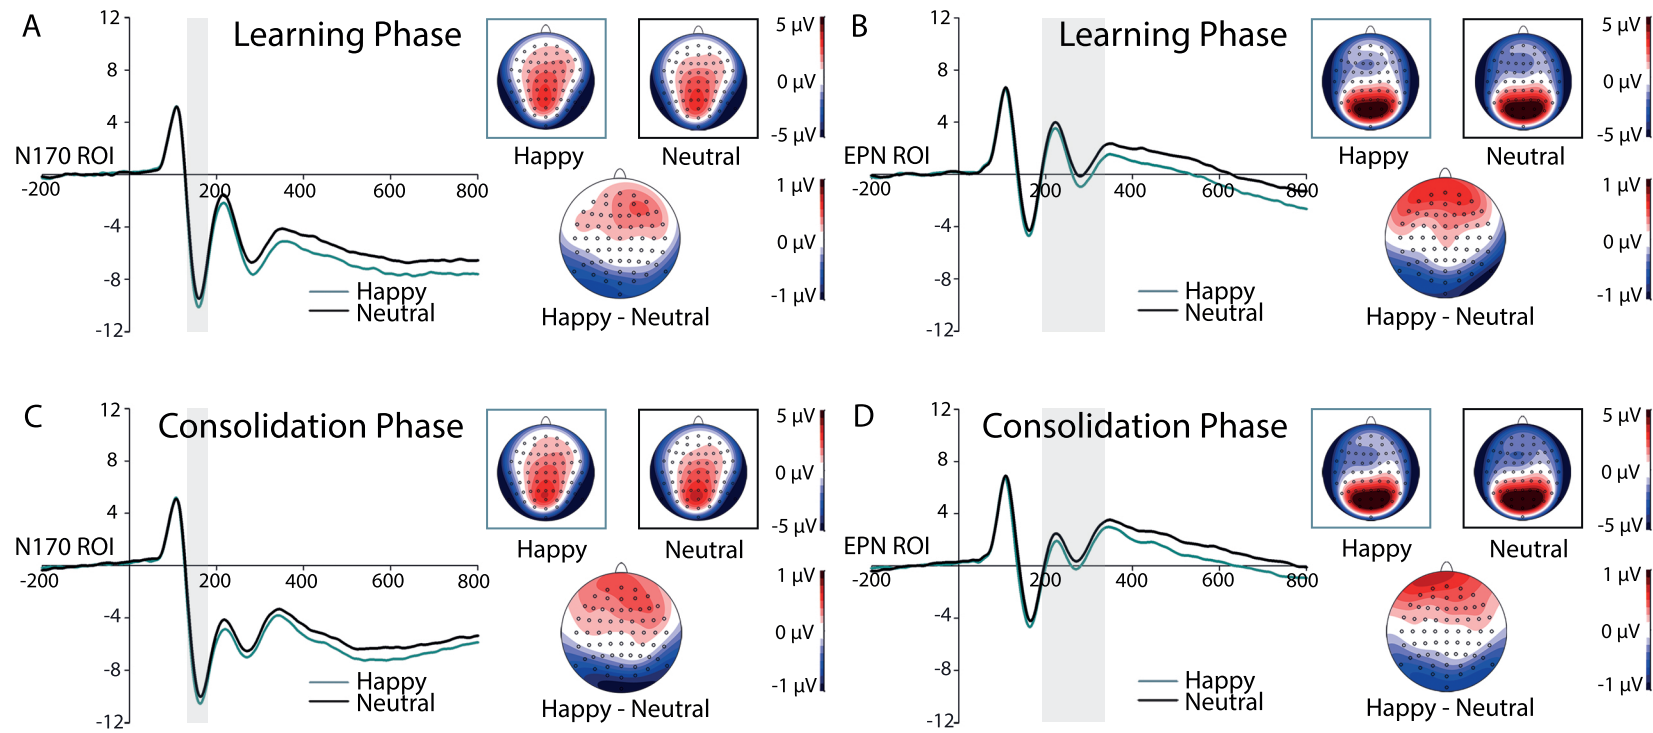 A
Learning Phase
12
8
4
N170 ROI
-200
200
400
600
800
-4
-8
-12
Happy
Neutral
Happy
Neutral
5 µV
0 µV
-5 µV
1 µV
0 µV
-1 µV
Happy - Neutral
B
Learning Phase
12
8
4
EPN ROI
-200
200
400
600
800
-4
-8
-12
Happy
Neutral
Happy
Neutral
5 µV
0 µV
-5 µV
1 µV
0 µV
-1 µV
Happy - Neutral
C
Consolidation Phase
12
8
4
N170 ROI
-200
200
400
600
800
-4
-8
-12
Happy
Neutral
Happy
Neutral
5 µV
0 µV
-5 µV
1 µV
0 µV
-1 µV
Happy - Neutral
D
Consolidation Phase
12
8
4
EPN ROI
-200
200
400
600
800
-4
-8
-12
Happy
Neutral
Happy
Neutral
5 µV
0 µV
-5 µV
1 µV
0 µV
-1 µV
Happy - Neutral